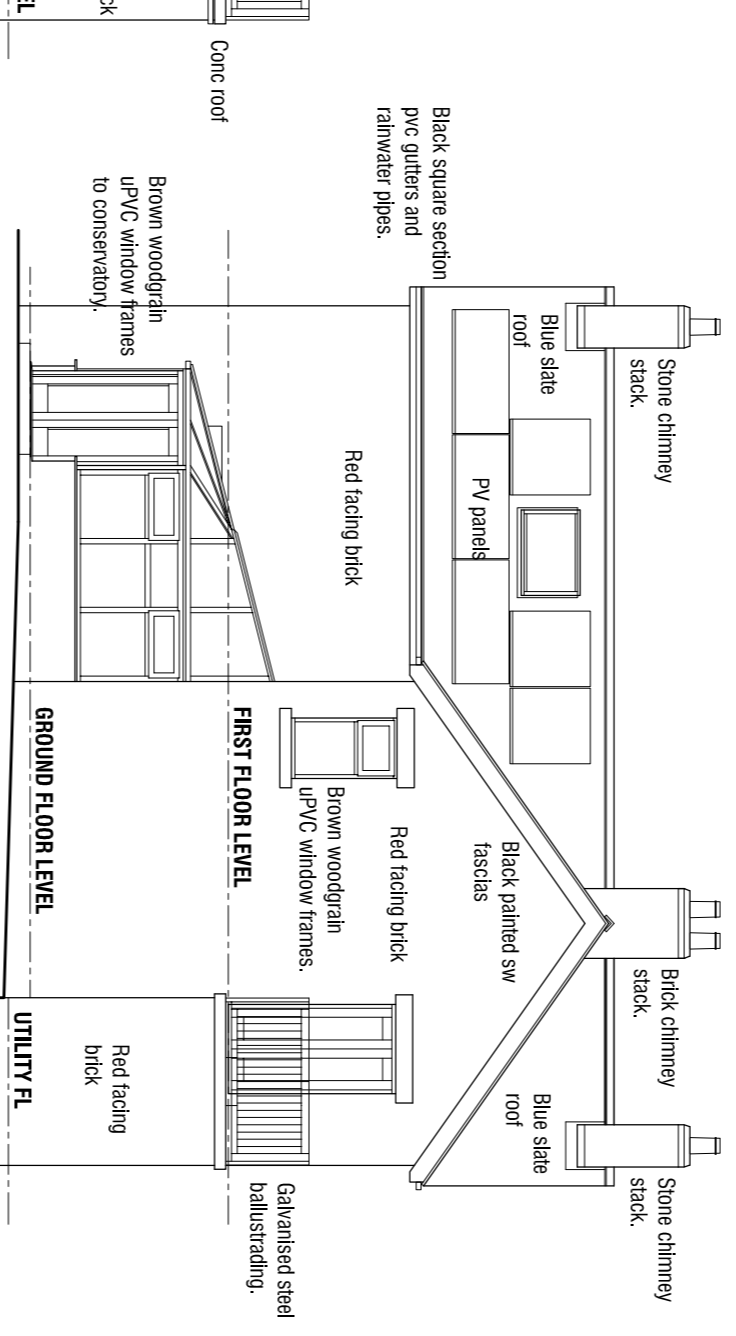 Stone chimney
stack.
Brick chimney
stack.
Stone chimney
stack.
Blue slate
roof
Blue slate
roof
PV panels
Black painted sw
fascias
Black square section
pvc gutters and
rainwater pipes.
Red facing brick
Red facing brick
Brown woodgrain
uPVC window frames.
Galvanised steel
ballustrading.
FIRST FLOOR LEVEL
Conc roof
Brown woodgrain
uPVC window frames
to conservatory.
Red facing
brick
GROUND FLOOR LEVEL
UTILITY FL
ck
EL